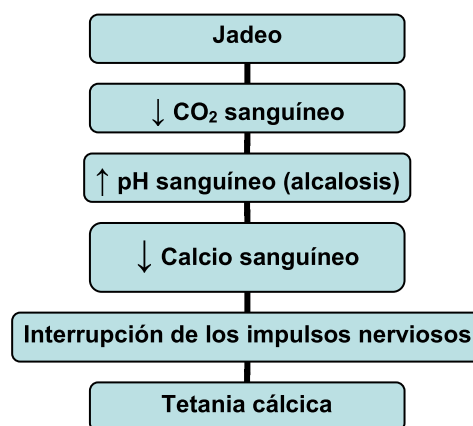 Jadeo
↓ CO₂ sanguíneo
↑ pH sanguíneo (alcalosis)
↓ Calcio sanguíneo
Interrupción de los impulsos nerviosos
Tetania cálcica